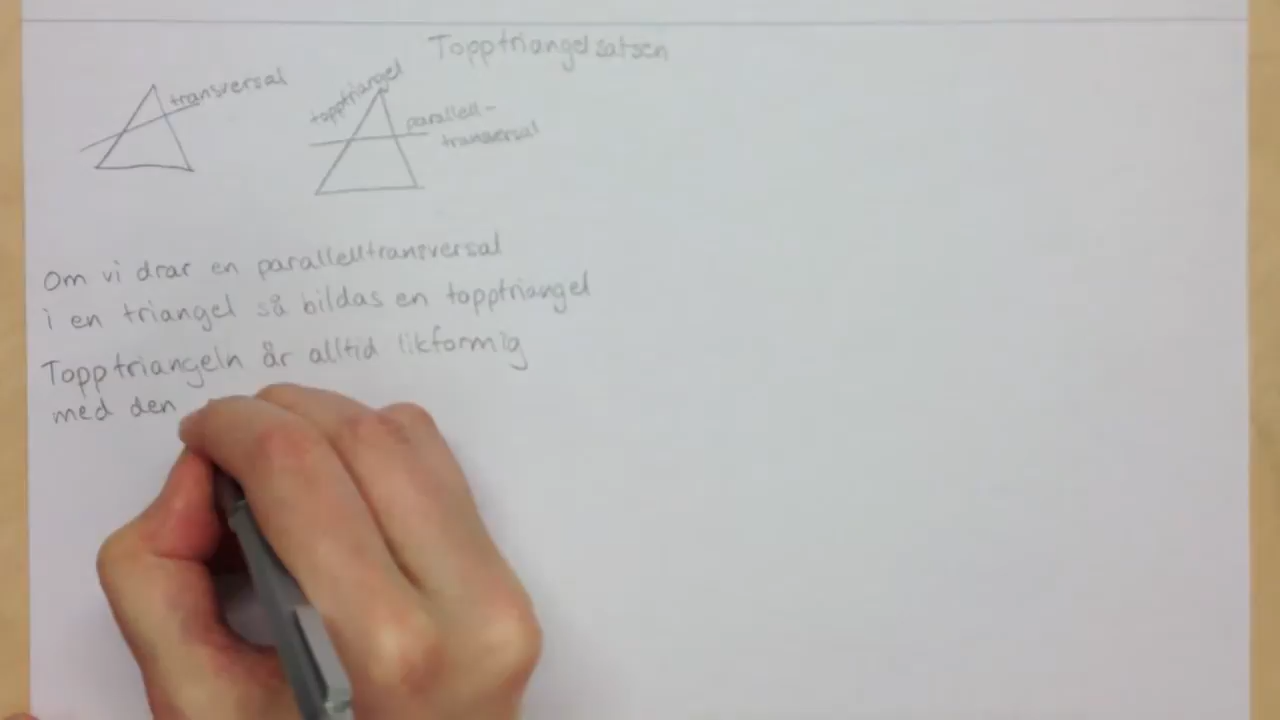 Topptriangelsatsen
transversal
topptriangel
parallell-
transversal
Om vi drar en paralelltransversal
i en triangel så bildas en topptriangel
Topptriangeln är alltid likformig
med den